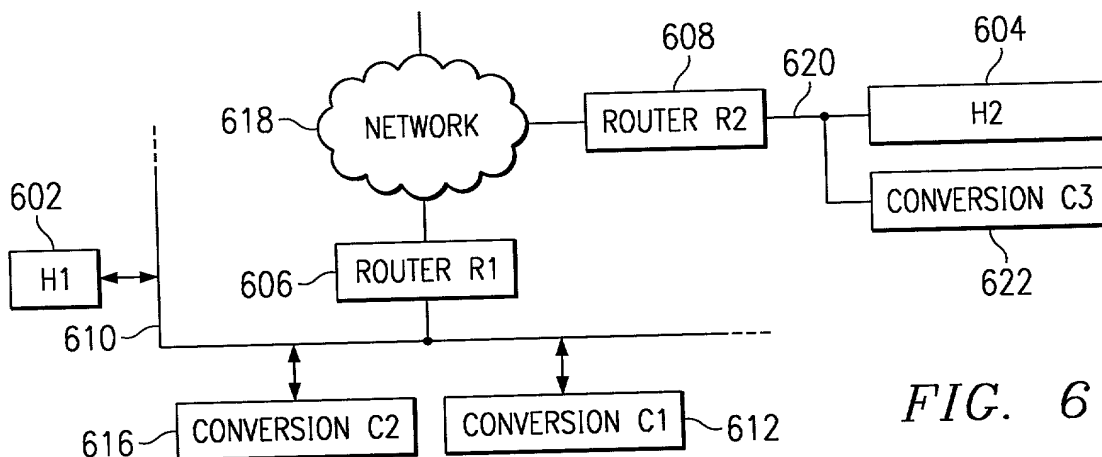 608
604
620
618
NETWORK
ROUTER R2
H2
602
CONVERSION C3
H1
606
ROUTER R1
622
610
616
CONVERSION C2
CONVERSION C1
612
FIG. 6